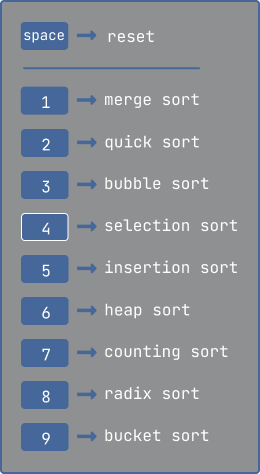 space → reset
1 → merge sort
2 → quick sort
3 → bubble sort
4 → selection sort
5 → insertion sort
6 → heap sort
7 → counting sort
8 → radix sort
9 → bucket sort